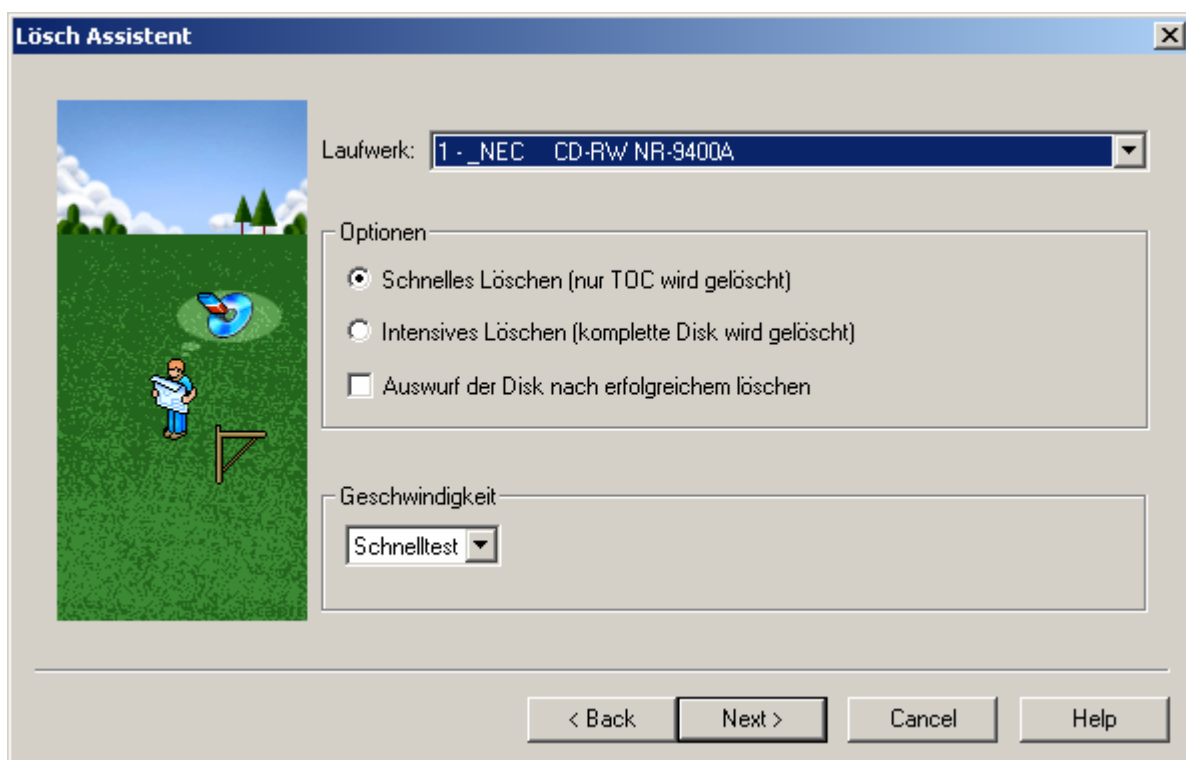 Lösch Assistent
Laufwerk: 1 - _NEC CD-RW NR-9400A
Optionen
Schnelles Löschen (nur TOC wird gelöscht)
Intensives Löschen (komplette Disk wird gelöscht)
Auswurf der Disk nach erfolgreichem löschen
Geschwindigkeit
Schnelltest
< Back Next > Cancel Help